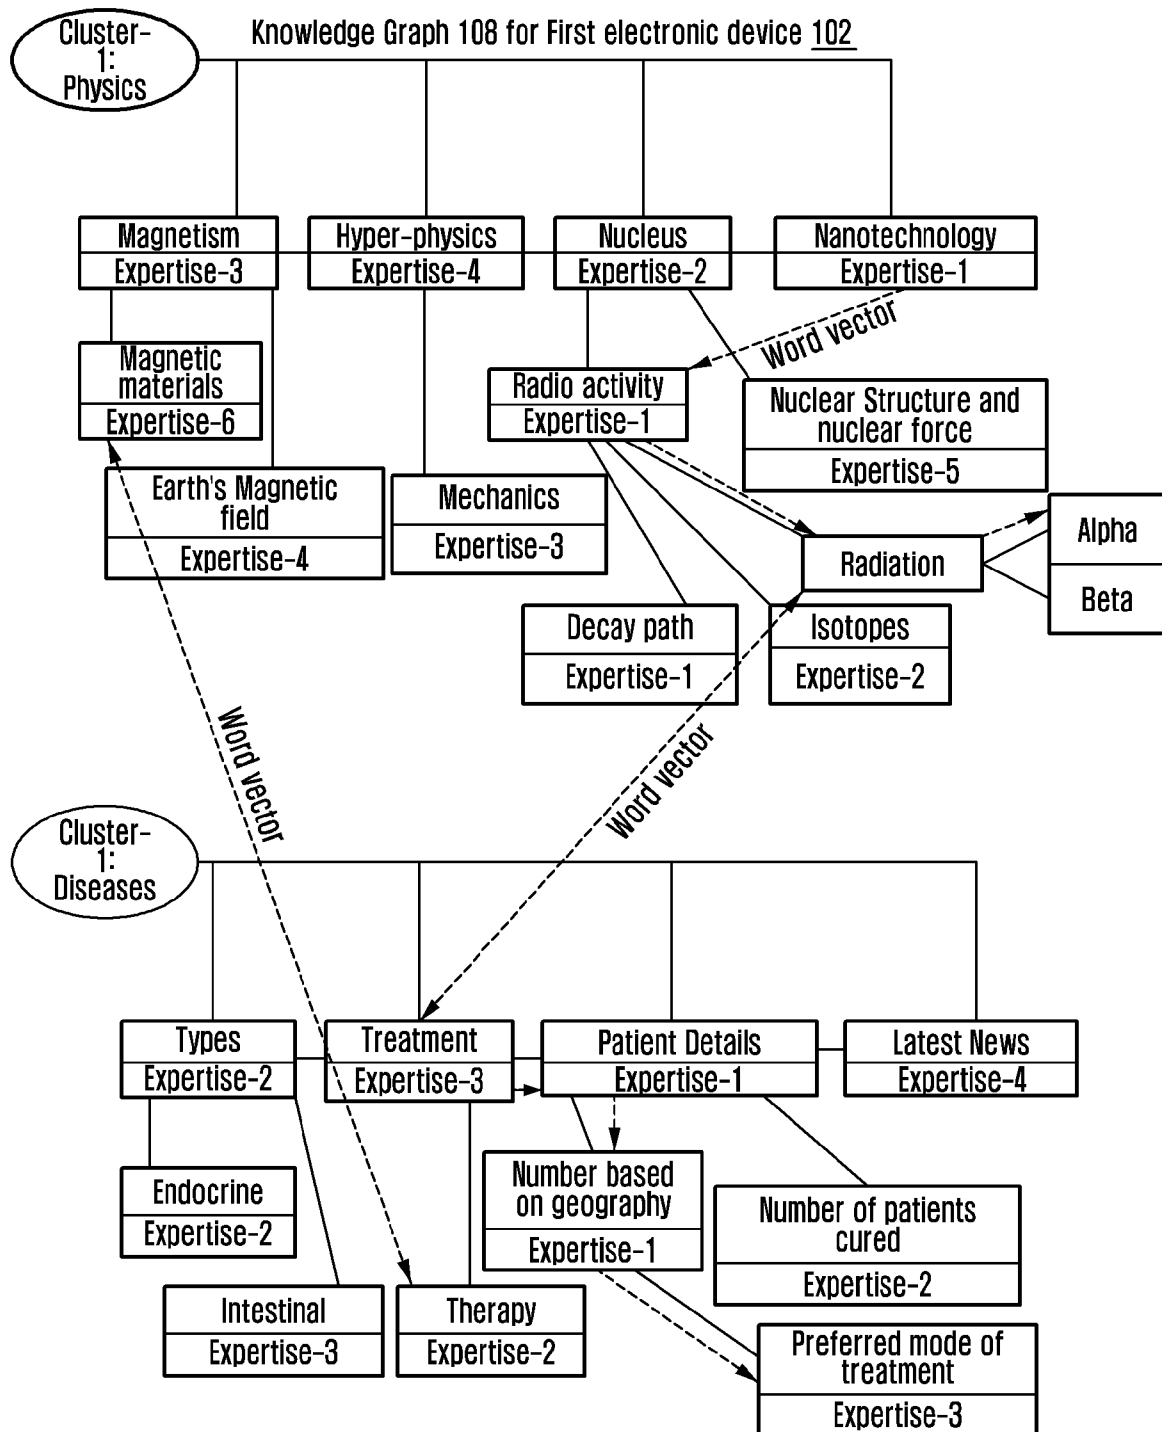 Cluster-
1:
Physics
Knowledge Graph 108 for First electronic device 102
Magnetism
Expertise-3
Hyper-physics
Expertise-4
Nucleus
Expertise-2
Nanotechnology
Expertise-1
Word vector
Magnetic
materials
Expertise-6
Radio activity
Expertise-1
Nuclear Structure and
nuclear force
Expertise-5
Earth's Magnetic
field
Expertise-4
Mechanics
Expertise-3
Radiation
Alpha
Beta
Decay path
Expertise-1
Isotopes
Expertise-2
Word vector
Word vector
Cluster-
1:
Diseases
Types
Expertise-2
Treatment
Expertise-3
Patient Details
Expertise-1
Latest News
Expertise-4
Endocrine
Expertise-2
Number based
on geography
Expertise-1
Number of patients
cured
Expertise-2
Intestinal
Expertise-3
Therapy
Expertise-2
Preferred mode of
treatment
Expertise-3